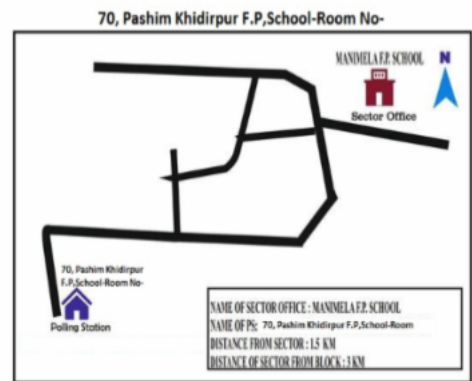 70, Pashim Khidirpur F.P,School-Room No-
MANIMELA F.P. SCHOOL
N
Sector Office
70, Pashim Khidirpur
F.P,School-Room No-
Polling Station
NAME OF SECTOR OFFICE : MANIMELA F.P. SCHOOL
NAME OF PS: 70, Pashim Khidirpur F.P,School-Room
DISTANCE FROM SECTOR : 1.5 KM
DISTANCE OF SECTOR FROM BLOCK : 3 KM